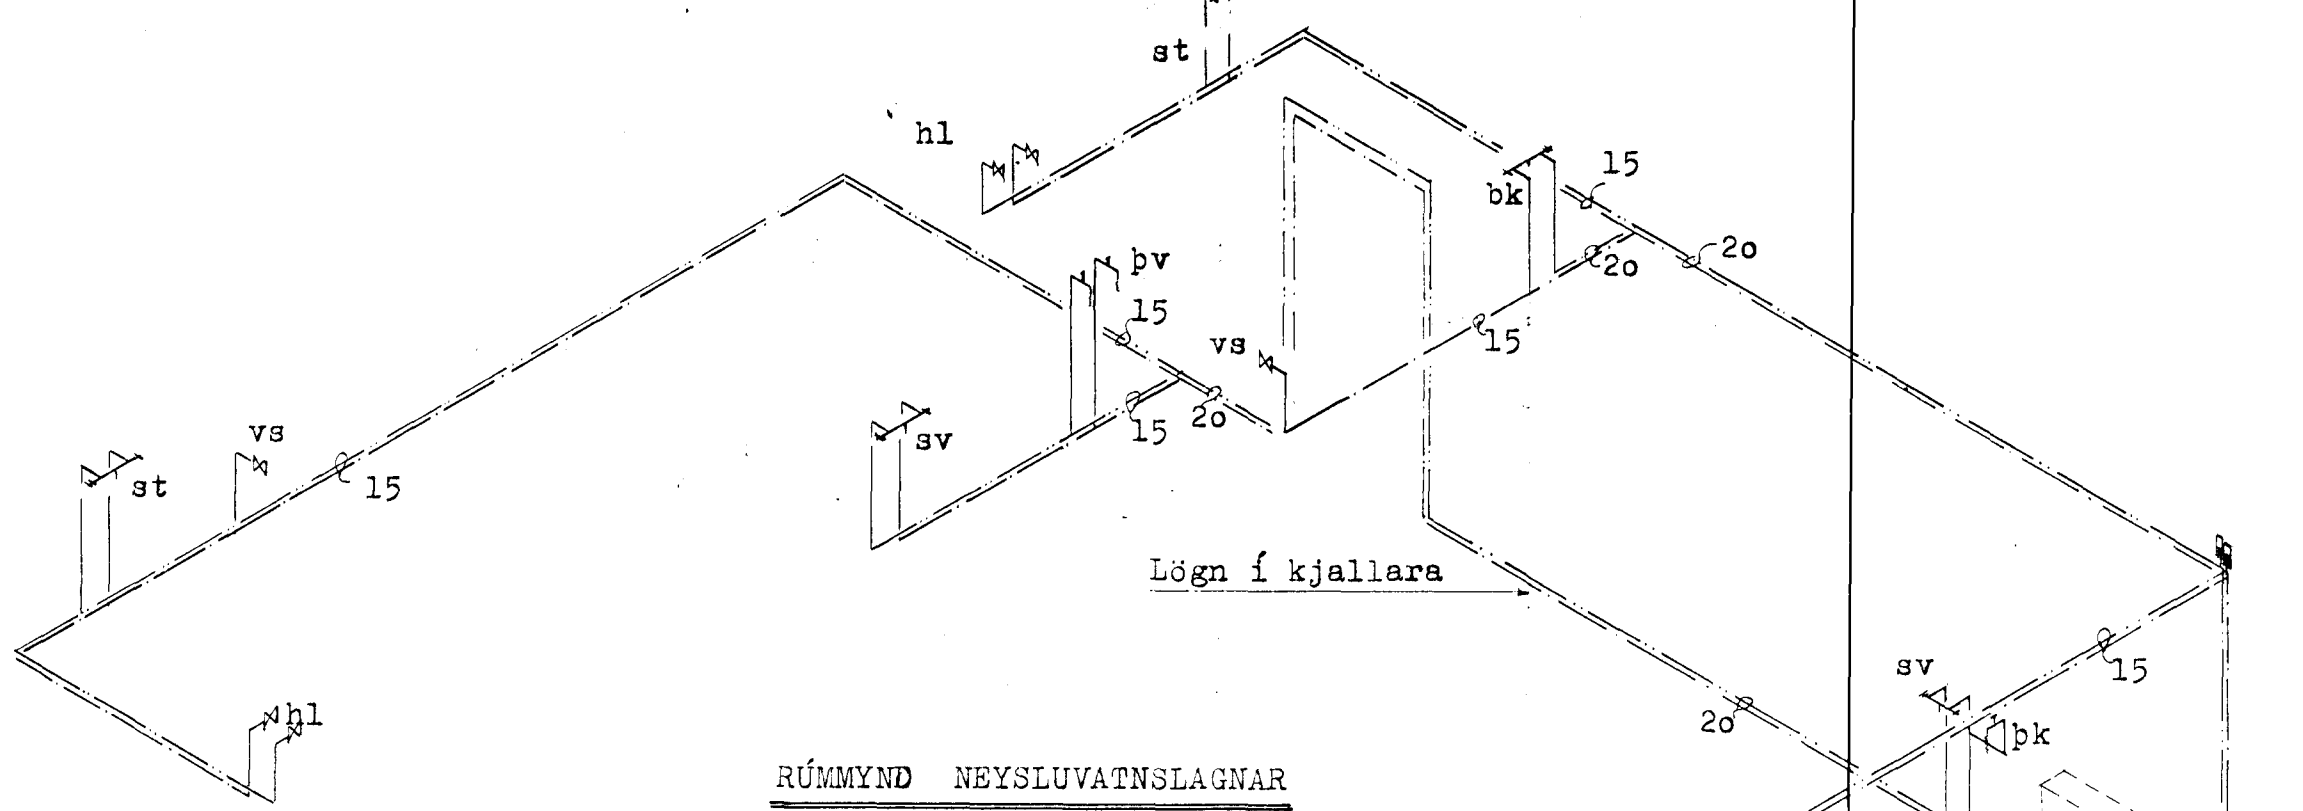 st
hl
15
bk
þv
2o
2o
15
15
vs
15
2o
15
sv
vs
st
15
Lögn í kjallara
sv
15
hl
2o
þk
RÚMMYND NEYSLUVATNSLAGNAR